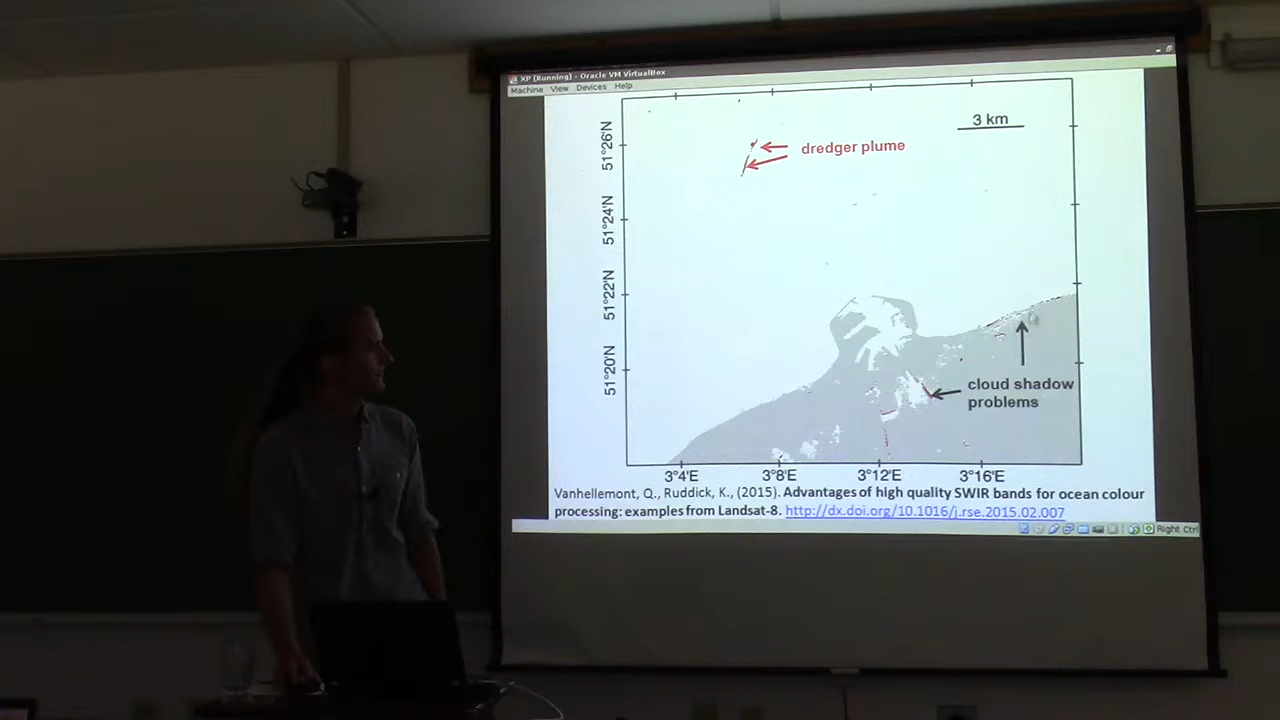 XP [Running] - Oracle VM VirtualBox
Machine View Devices Help
3 km
dredger plume
51°26'N
51°24'N
51°22'N
51°20'N
cloud shadow
problems
3°4'E 3°8'E 3°12'E 3°16'E
Vanhellemont, Q., Ruddick, K., (2015). Advantages of high quality SWIR bands for ocean colour
processing: examples from Landsat-8. http://dx.doi.org/10.1016/j.rse.2015.02.007
Right Ctrl